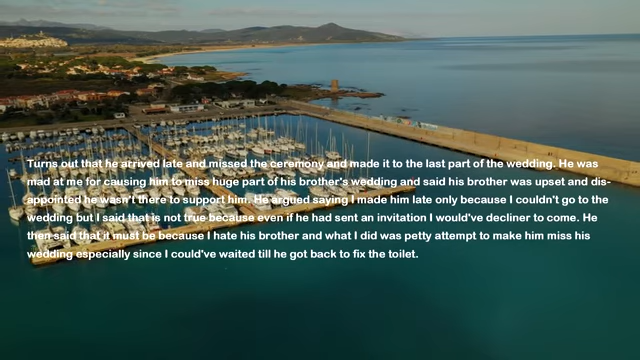 Turns out that he arrived late and missed the ceremony and made it to the last part of the wedding. He was
mad at me for causing him to miss huge part of his brother's wedding and said his brother was upset and dis-
appointed he wasn't there to support him. He argued saying I made him late only because I couldn't go to the
wedding but I said that is not true because even if he had sent an invitation I would've decliner to come. He
then said that it must be because I hate his brother and what I did was petty attempt to make him miss his
wedding especially since I could've waited till he got back to fix the toilet.